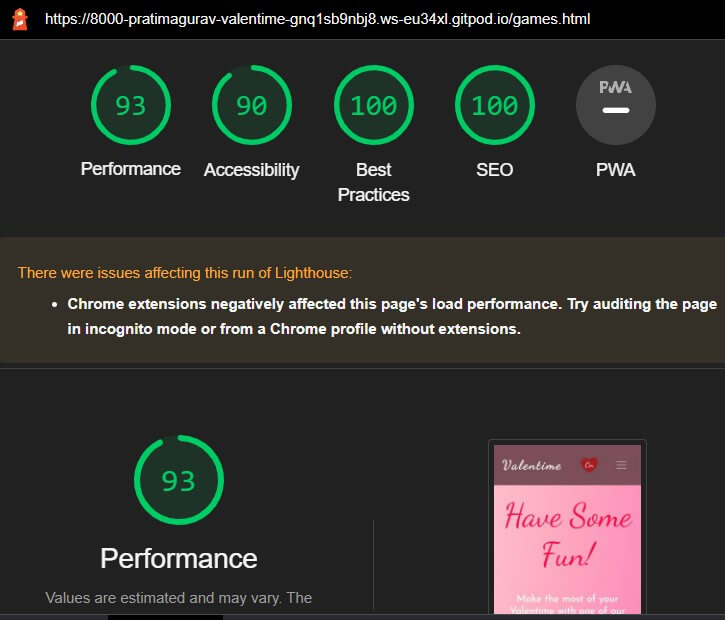 https://8000-pratimagurav-valentime-gnq1sb9nbj8.ws-eu34xl.gitpod.io/games.html
93 90 100 100 PWA
Performance Accessibility Best Practices SEO PWA
There were issues affecting this run of Lighthouse:
• Chrome extensions negatively affected this page's load performance. Try auditing the page
in incognito mode or from a Chrome profile without extensions.
93
Performance
Values are estimated and may vary. The
Valentime On
Have Some
Fun!
Make the most of your
Valentime with one of our